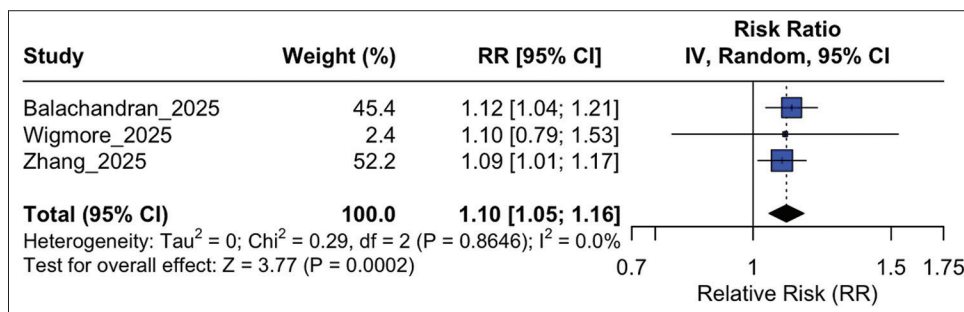 Risk Ratio
Study Weight (%) RR [95% CI] IV, Random, 95% CI
Balachandran_2025 45.4 1.12 [1.04; 1.21]
Wigmore_2025 2.4 1.10 [0.79; 1.53]
Zhang_2025 52.2 1.09 [1.01; 1.17]
Total (95% CI) 100.0 1.10 [1.05; 1.16]
Heterogeneity: Tau² = 0; Chi² = 0.29, df = 2 (P = 0.8646); I² = 0.0%
Test for overall effect: Z = 3.77 (P = 0.0002)
0.7 1 1.5 1.75
Relative Risk (RR)